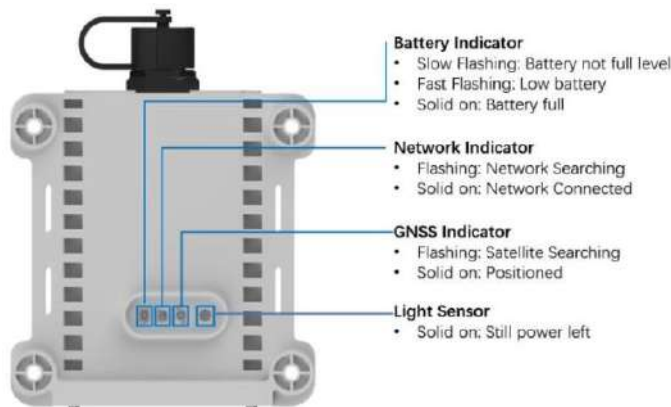 Battery Indicator
• Slow Flashing: Battery not full level
• Fast Flashing: Low battery
• Solid on: Battery full
Network Indicator
• Flashing: Network Searching
• Solid on: Network Connected
GNSS Indicator
• Flashing: Satellite Searching
• Solid on: Positioned
Light Sensor
• Solid on: Still power left